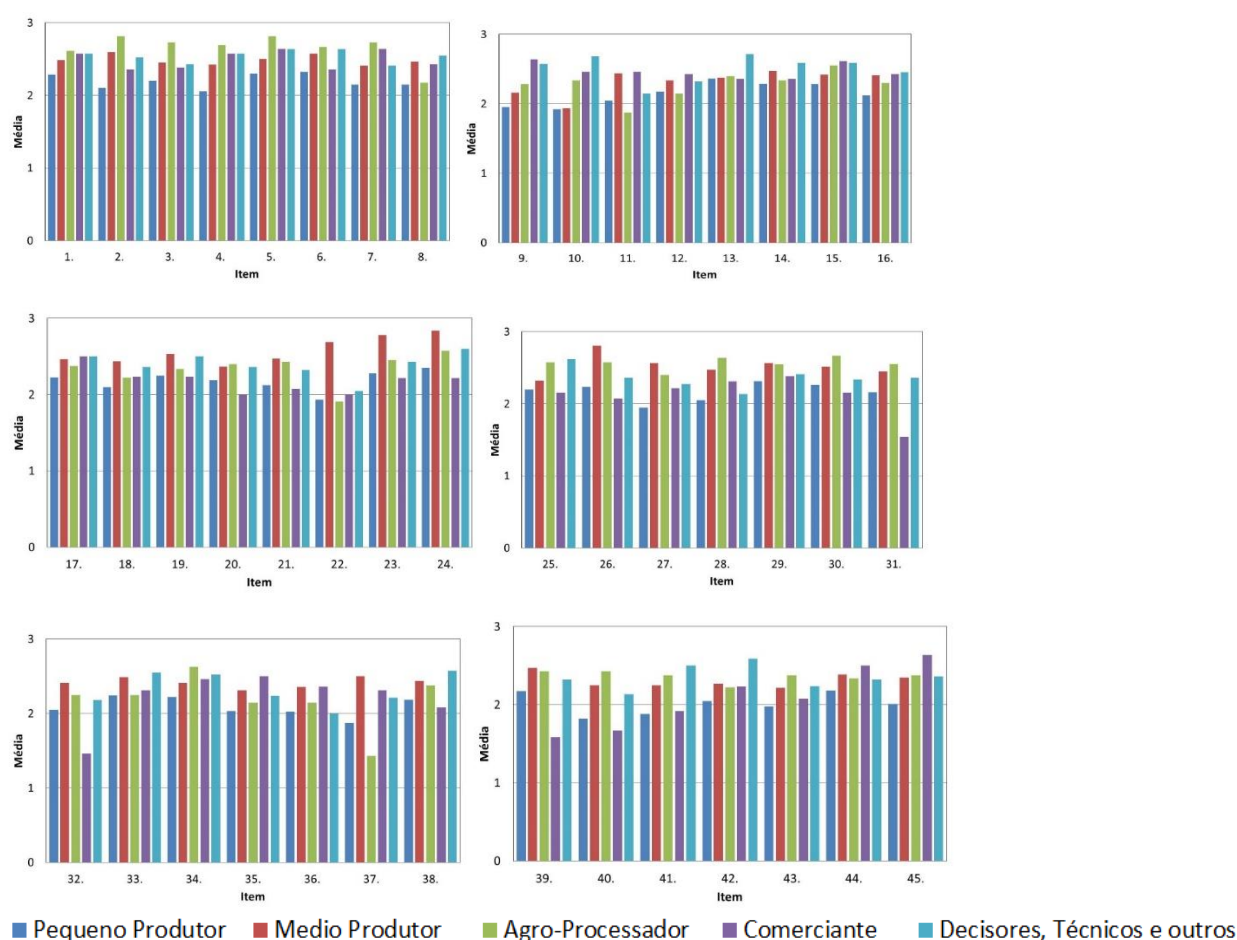 3
2
1
0
Média
1. 2. 3. 4. 5. 6. 7. 8.
Item
3
2
1
0
Média
9. 10. 11. 12. 13. 14. 15. 16.
Item
3
2
1
0
Média
17. 18. 19. 20. 21. 22. 23. 24.
Item
3
2
1
0
Média
25. 26. 27. 28. 29. 30. 31.
Item
3
2
1
0
Média
32. 33. 34. 35. 36. 37. 38.
Item
3
2
1
0
Média
39. 40. 41. 42. 43. 44. 45.
Item
Pequeno Produtor Medio Produtor Agro-Processador Comerciante Decisores, Técnicos e outros